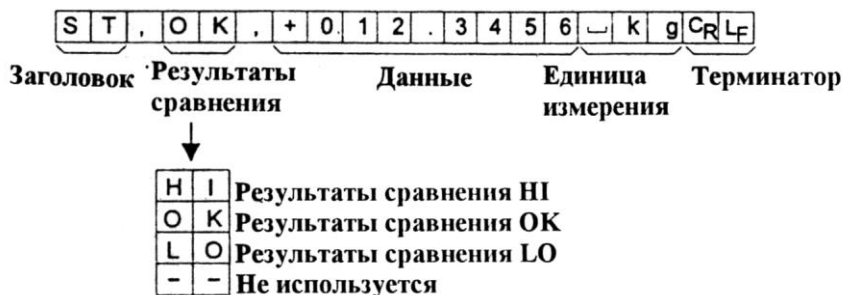 S T , O K , + 0 1 2 . 3 4 5 6 ⎵ k g CR LF
Заголовок Результаты сравнения Данные Единица измерения Терминатор
H I Результаты сравнения HI
O K Результаты сравнения OK
L O Результаты сравнения LO
- - Не используется